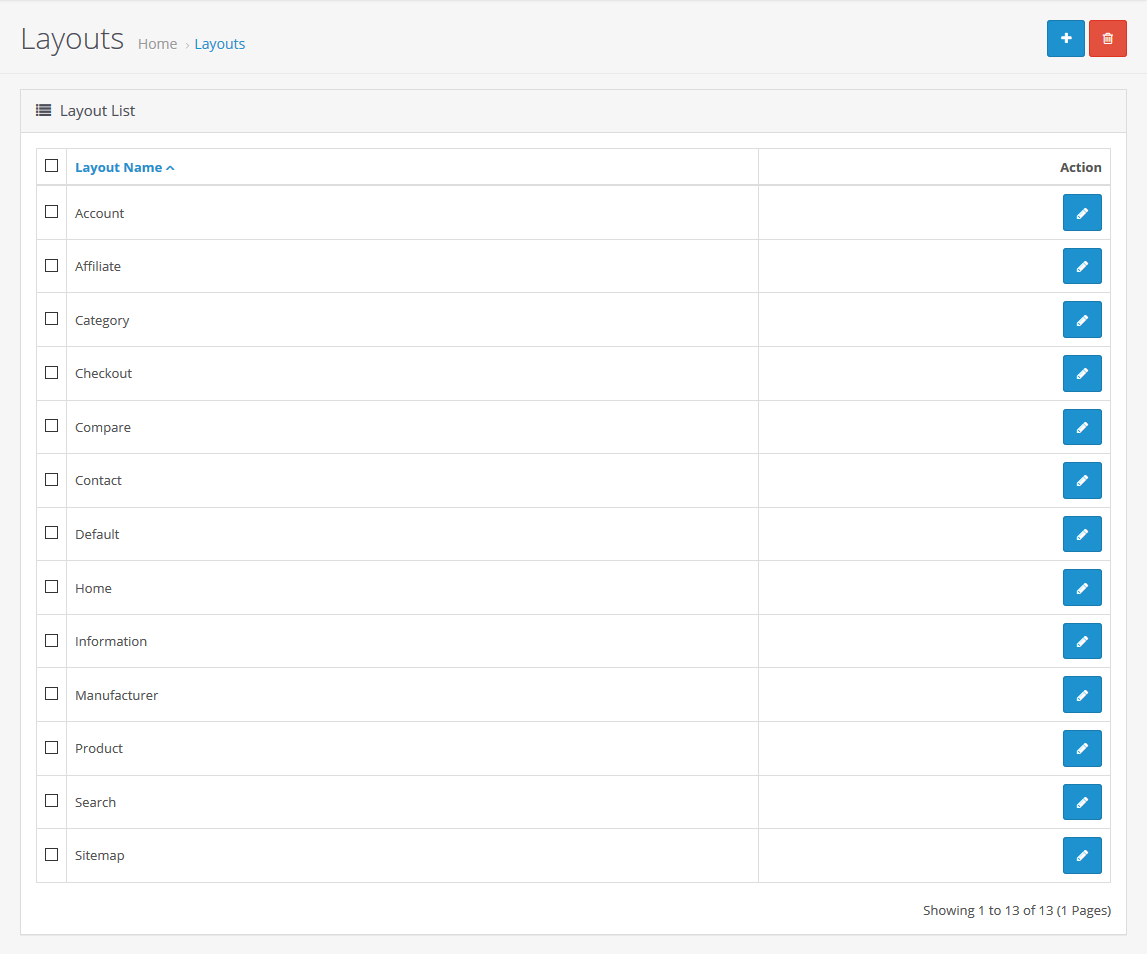 Layouts Home › Layouts
Layout List
Layout Name Action
Account
Affiliate
Category
Checkout
Compare
Contact
Default
Home
Information
Manufacturer
Product
Search
Sitemap
Showing 1 to 13 of 13 (1 Pages)